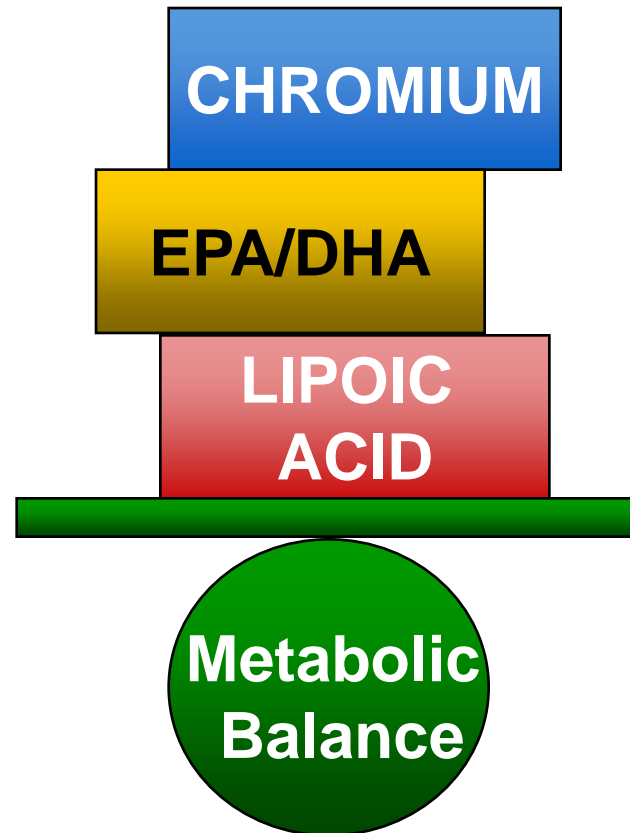 CHROMIUM
EPA/DHA
LIPOIC
ACID
Metabolic
Balance